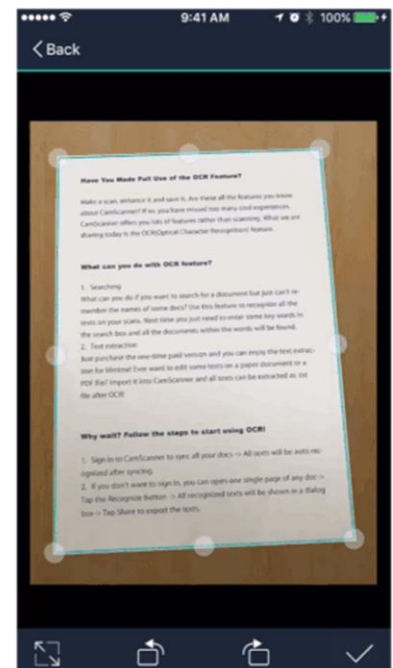 9:41 AM
100%
Back
Have You Made Full Use of the OCR Feature?
Make a scan, enhance it and save it. Are these all the features you know
about CamScanner? If so, you have missed too many cool experiences.
CamScanner offers you lots of features rather than scanning. What we are
sharing today is the OCR(Optical Character Recognition) feature.
What can you do with OCR feature?
1. Searching
What can you do if you want to search for a document but just can't re-
member the names of some docs? Use this feature to recognize all the
texts on your scans. Next time you just need to enter some key words in
the search box and all the documents within the words will be found.
2. Text extraction
Just purchase the one-time paid version and you can enjoy the text extrac-
tion for lifetime! Ever want to edit some texts on a paper document or a
PDF file? Import it into CamScanner and all texts can be extracted as .txt
file after OCR!
Why wait? Follow the steps to start using OCR!
1. Sign in to CamScanner to sync all your docs -> All texts will be auto rec-
ognized after syncing.
2. If you don't want to sign in, you can open one single page of any doc ->
Tap the Recognize button -> All recognized texts will be shown in a dialog
box -> Tap Share to export the texts.